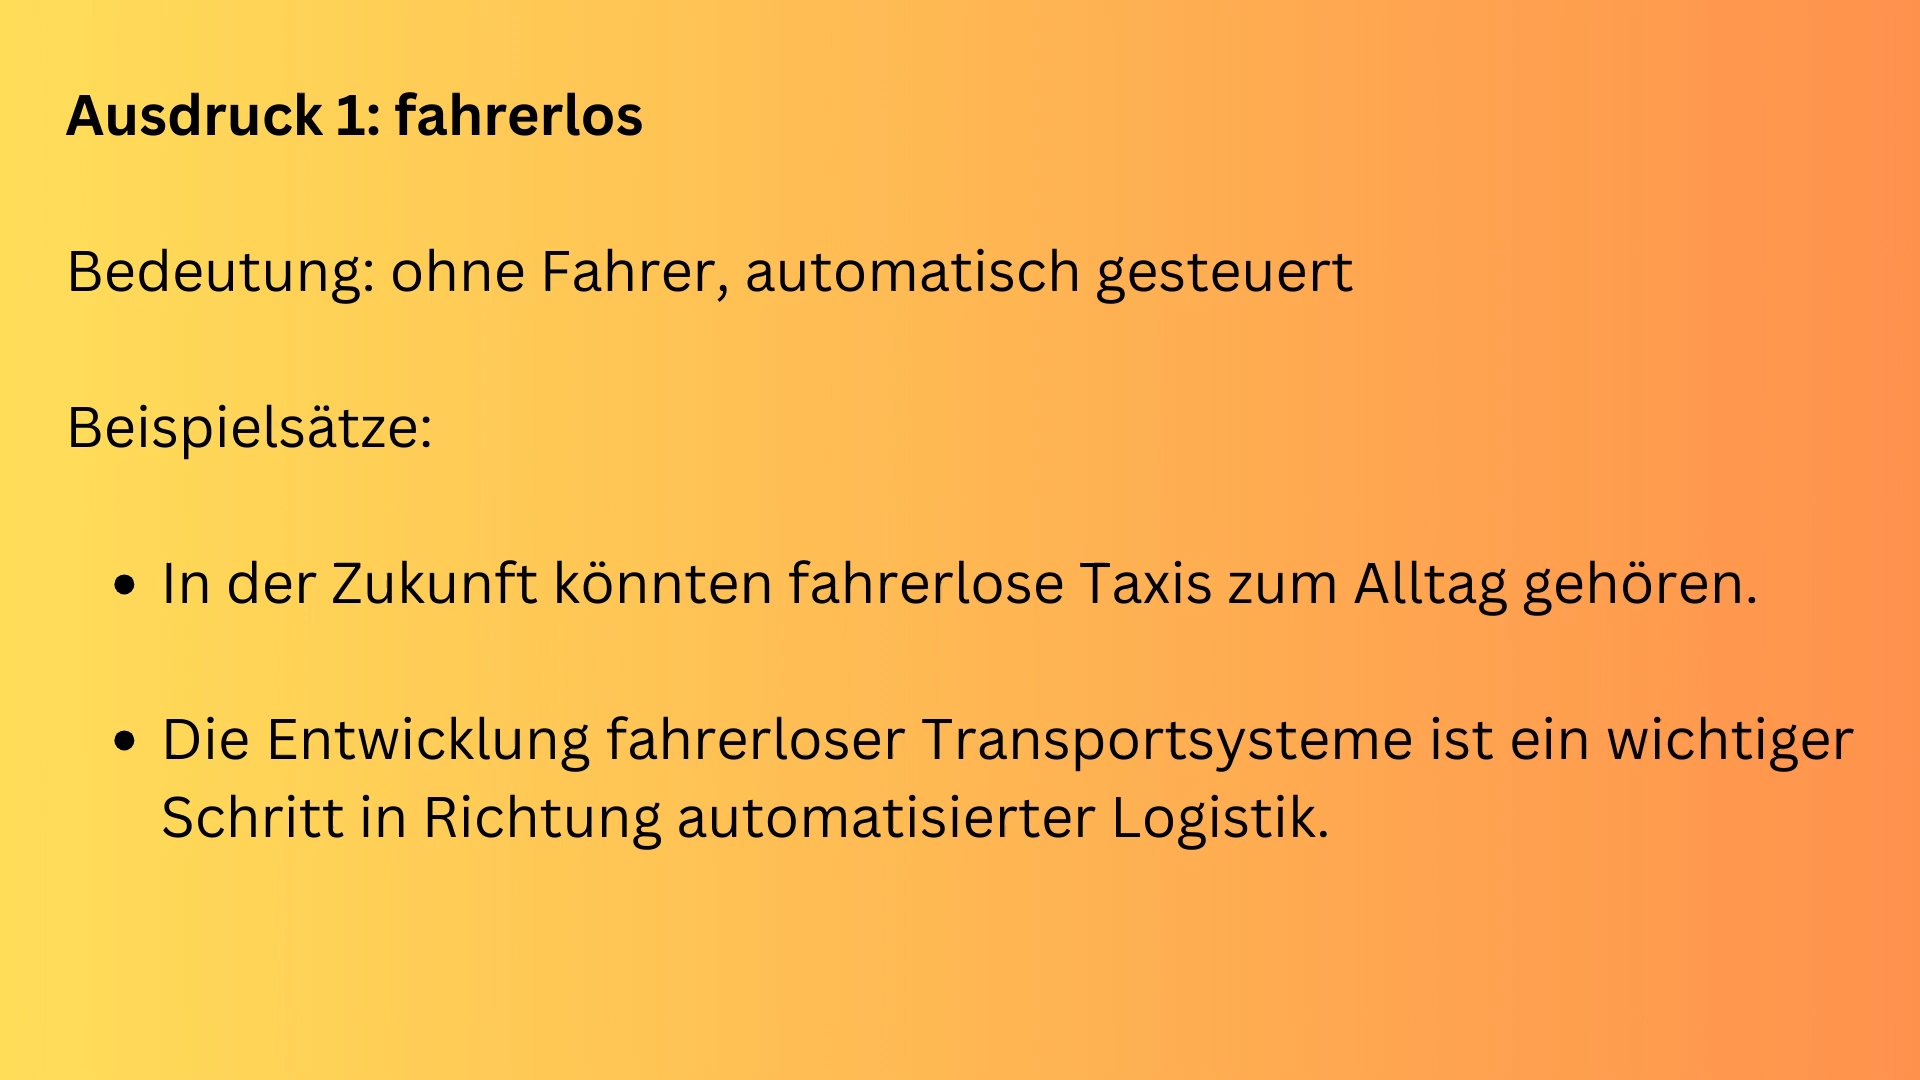 Ausdruck 1: fahrerlos
Bedeutung: ohne Fahrer, automatisch gesteuert
Beispielsätze:
• In der Zukunft könnten fahrerlose Taxis zum Alltag gehören.
• Die Entwicklung fahrerloser Transportsysteme ist ein wichtiger
Schritt in Richtung automatisierter Logistik.